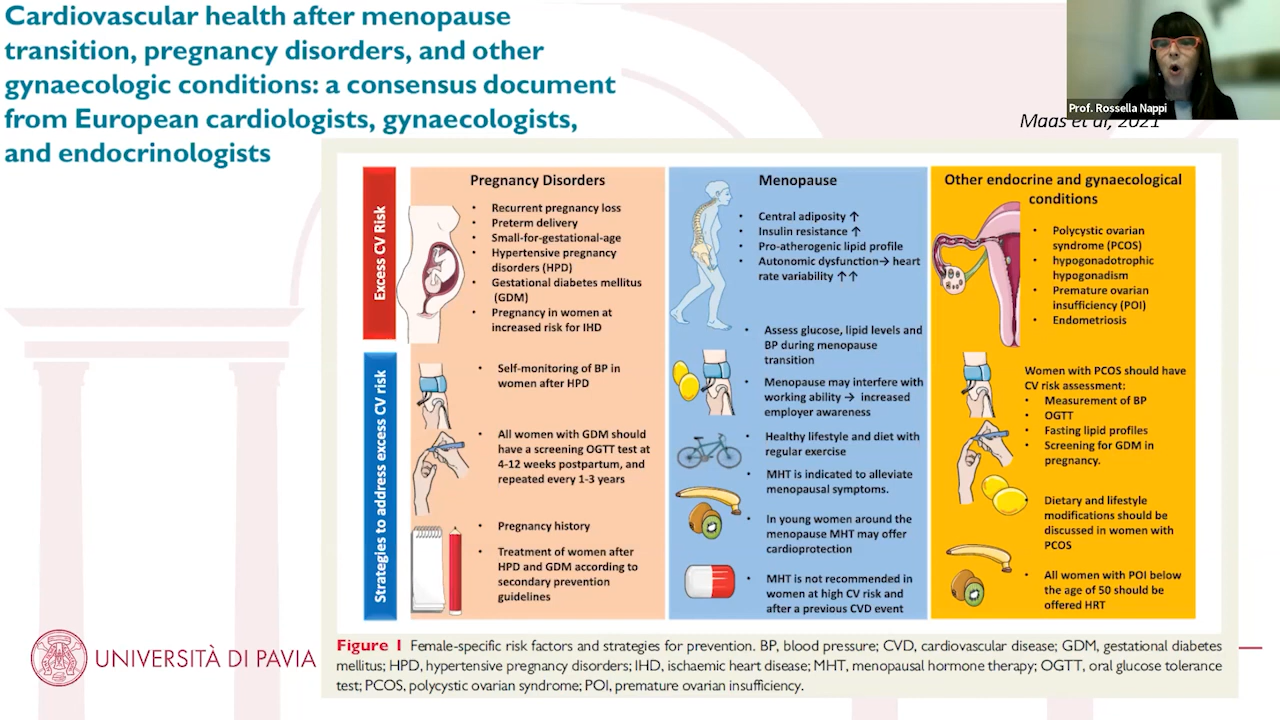 Cardiovascular health after menopause
transition, pregnancy disorders, and other
gynaecologic conditions: a consensus document
from European cardiologists, gynaecologists,
and endocrinologists
Prof. Rossella Nappi
Maas et al, 2021
Excess CV Risk
Pregnancy Disorders
• Recurrent pregnancy loss
• Preterm delivery
• Small-for-gestational-age
• Hypertensive pregnancy
disorders (HPD)
• Gestational diabetes mellitus
(GDM)
• Pregnancy in women at
increased risk for IHD
Menopause
• Central adiposity ↑
• Insulin resistance ↑
• Pro-atherogenic lipid profile
• Autonomic dysfunction→ heart
rate variability ↑↑
Other endocrine and gynaecological
conditions
• Polycystic ovarian
syndrome (PCOS)
• hypogonadotrophic
hypogonadism
• Premature ovarian
insufficiency (POI)
• Endometriosis
Strategies to address excess CV risk
• Self-monitoring of BP in
women after HPD
• All women with GDM should
have a screening OGTT test at
4-12 weeks postpartum, and
repeated every 1-3 years
• Pregnancy history
• Treatment of women after
HPD and GDM according to
secondary prevention
guidelines
• Assess glucose, lipid levels and
BP during menopause
transition
• Menopause may interfere with
working ability → increased
employer awareness
• Healthy lifestyle and diet with
regular exercise
• MHT is indicated to alleviate
menopausal symptoms.
• In young women around the
menopause MHT may offer
cardioprotection
• MHT is not recommended in
women at high CV risk and
after a previous CVD event
Women with PCOS should have
CV risk assessment:
• Measurement of BP
• OGTT
• Fasting lipid profiles
• Screening for GDM in
pregnancy.
• Dietary and lifestyle
modifications should be
discussed in women with
PCOS
• All women with POI below
the age of 50 should be
offered HRT
Figure 1 Female-specific risk factors and strategies for prevention. BP, blood pressure; CVD, cardiovascular disease; GDM, gestational diabetes
mellitus; HPD, hypertensive pregnancy disorders; IHD, ischaemic heart disease; MHT, menopausal hormone therapy; OGTT, oral glucose tolerance
test; PCOS, polycystic ovarian syndrome; POI, premature ovarian insufficiency.
UNIVERSITÀ DI PAVIA